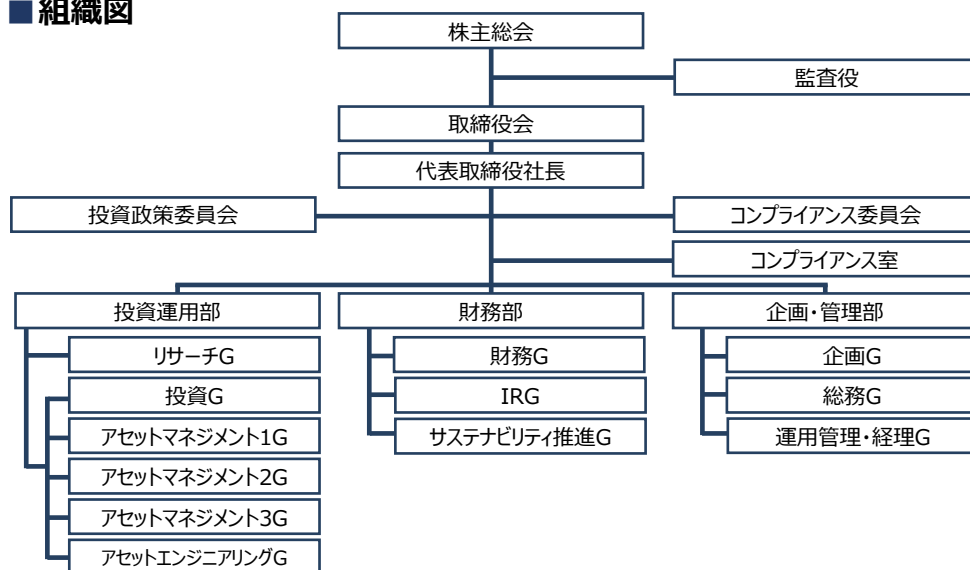 ■組織図
株主総会
監査役
取締役会
代表取締役社長
投資政策委員会
コンプライアンス委員会
コンプライアンス室
投資運用部
財務部
企画・管理部
リサーチG
財務G
企画G
投資G
IRG
総務G
アセットマネジメント1G
サステナビリティ推進G
運用管理・経理G
アセットマネジメント2G
アセットマネジメント3G
アセットエンジニアリングG